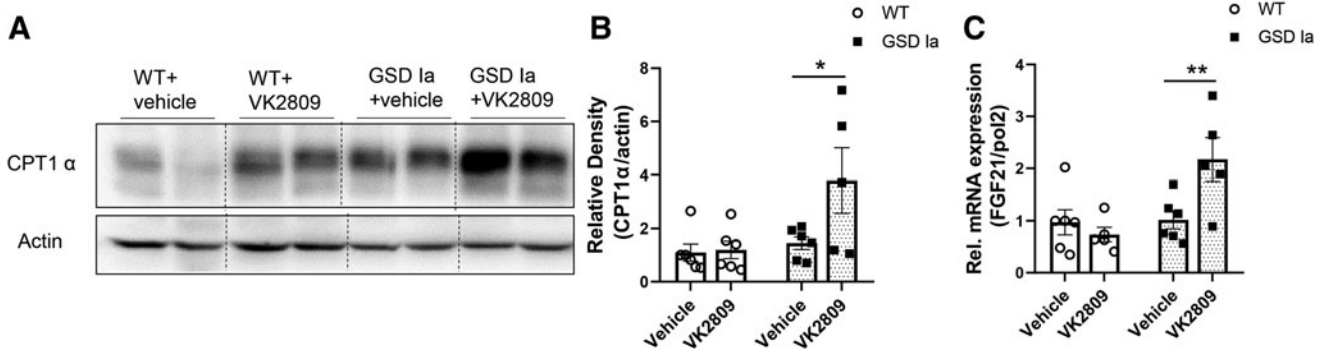 A
WT+
vehicle
WT+
VK2809
GSD Ia
+vehicle
GSD Ia
+VK2809
CPT1 α
Actin
B
WT
GSD Ia
Relative Density
(CPT1α/actin)
8
6
4
2
0
*
Vehicle
VK2809
Vehicle
VK2809
C
WT
GSD Ia
Rel. mRNA expression
(FGF21/pol2)
4
3
2
1
0
**
Vehicle
VK2809
Vehicle
VK2809